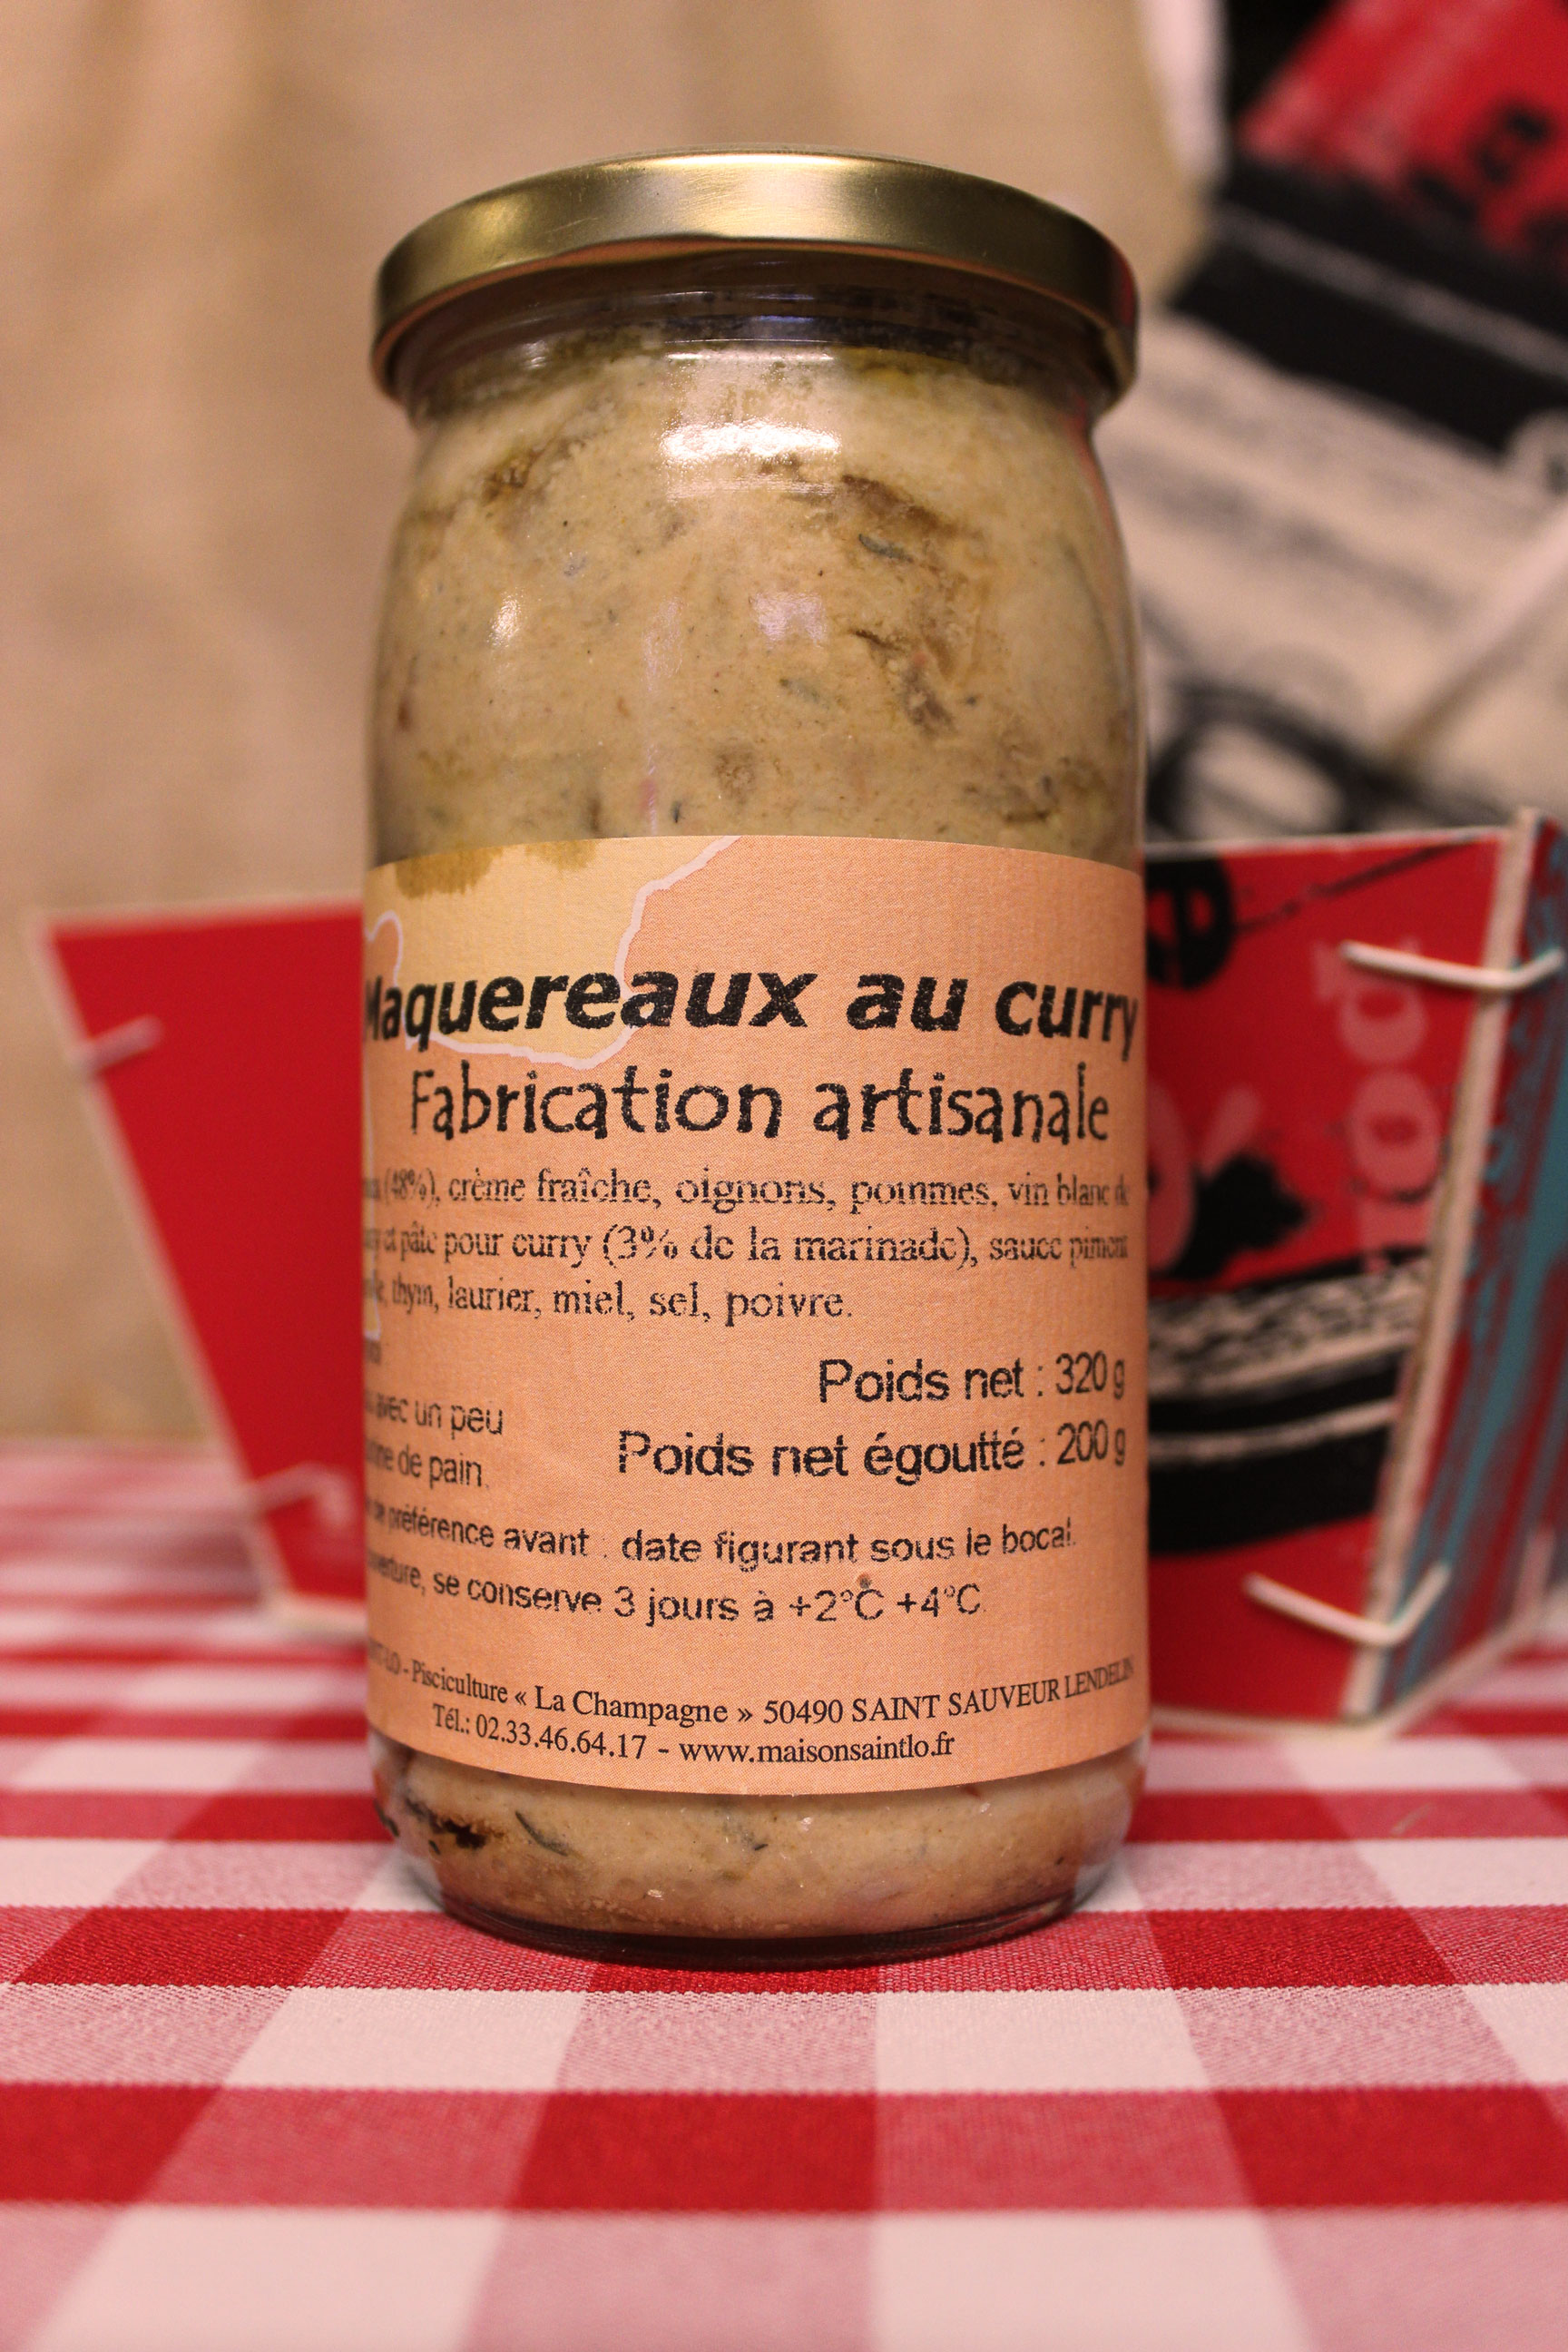 Maquereaux au curry
Fabrication artisanale
(48%), crème fraîche, oignons, pommes, vin blanc de
et pâte pour curry (3% de la marinade), sauce piment
thym, laurier, miel, sel, poivre.
Poids net : 320 g
avec un peu
de pain.
Poids net égoutté : 200 g
préférence avant : date figurant sous le bocal.
se conserve 3 jours à +2°C +4°C.
- Pisciculture « La Champagne » 50490 SAINT SAUVEUR LENDELIN
Tél.: 02.33.46.64.17 - www.maisonsaintlo.fr